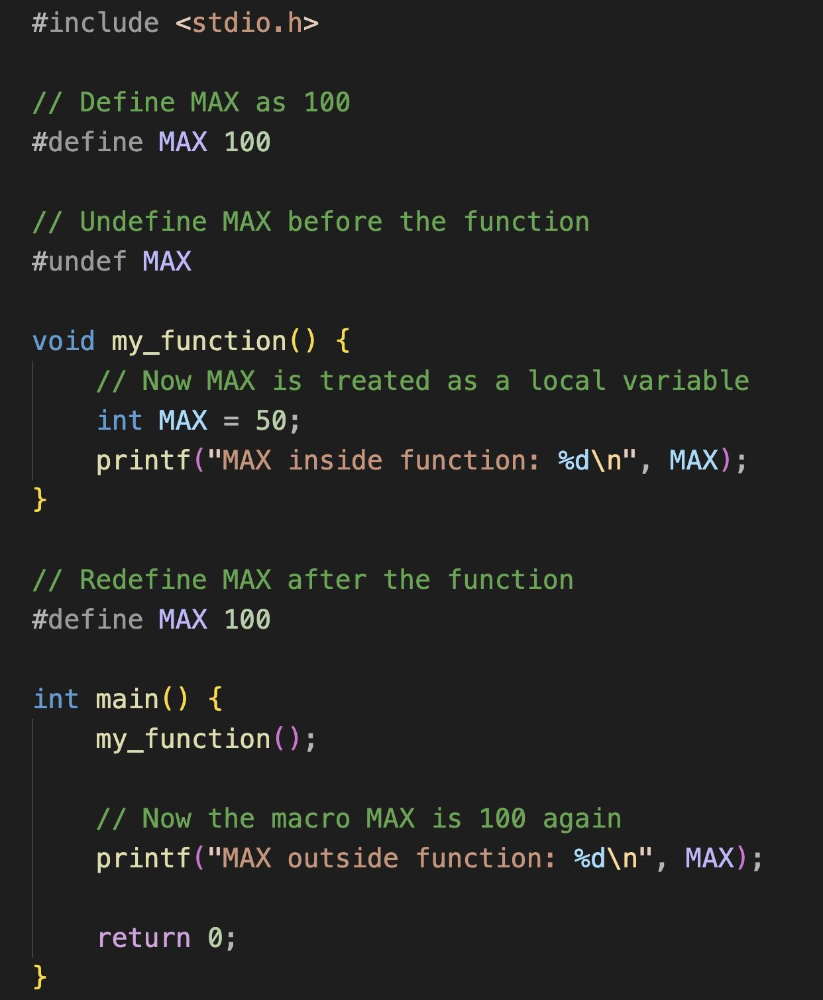 #include <stdio.h>
// Define MAX as 100
#define MAX 100
// Undefine MAX before the function
#undef MAX
void my_function() {
    // Now MAX is treated as a local variable
    int MAX = 50;
    printf("MAX inside function: %d\n", MAX);
}
// Redefine MAX after the function
#define MAX 100
int main() {
    my_function();
    // Now the macro MAX is 100 again
    printf("MAX outside function: %d\n", MAX);
    return 0;
}